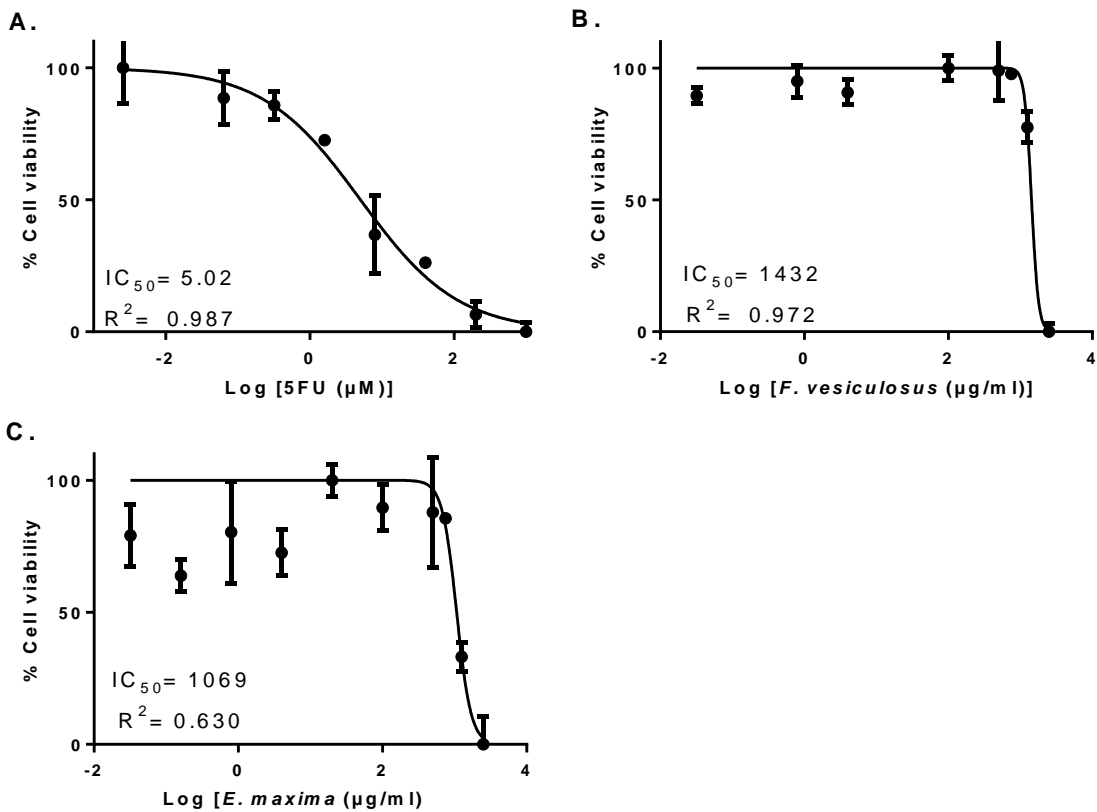 A.
% Cell viability
100
50
0
IC50= 5.02
R2= 0.987
-2
0
2
Log [5FU (µM)]
B.
% Cell viability
100
50
0
IC50= 1432
R2= 0.972
-2
0
2
4
Log [F. vesiculosus (µg/ml)]
C.
% Cell viability
100
50
0
IC50= 1069
R2= 0.630
-2
0
2
4
Log [E. maxima (µg/ml)